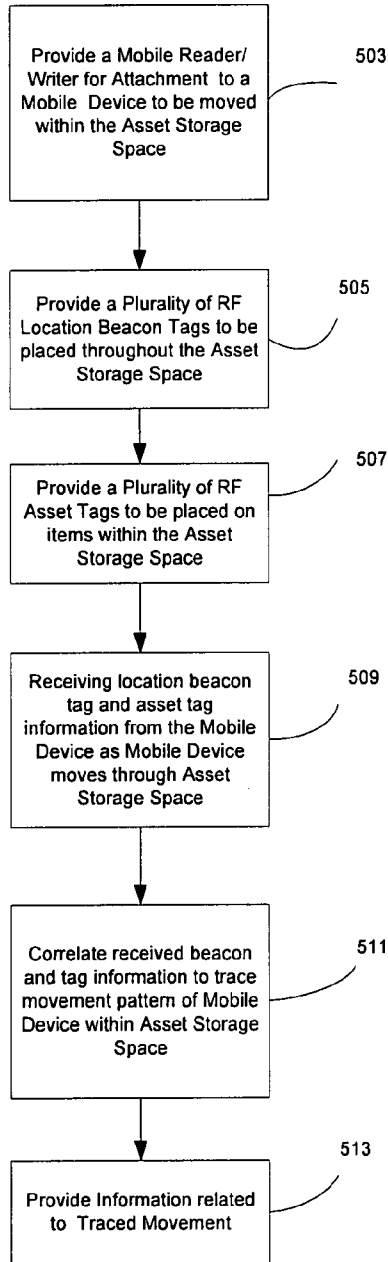 Provide a Mobile Reader/
Writer for Attachment to a
Mobile Device to be moved
within the Asset Storage
Space
503
Provide a Plurality of RF
Location Beacon Tags to be
placed throughout the Asset
Storage Space
505
Provide a Plurality of RF
Asset Tags to be placed on
items within the Asset
Storage Space
507
Receiving location beacon
tag and asset tag
information from the Mobile
Device as Mobile Device
moves through Asset
Storage Space
509
Correlate received beacon
and tag information to trace
movement pattern of Mobile
Device within Asset Storage
Space
511
Provide Information related
to Traced Movement
513